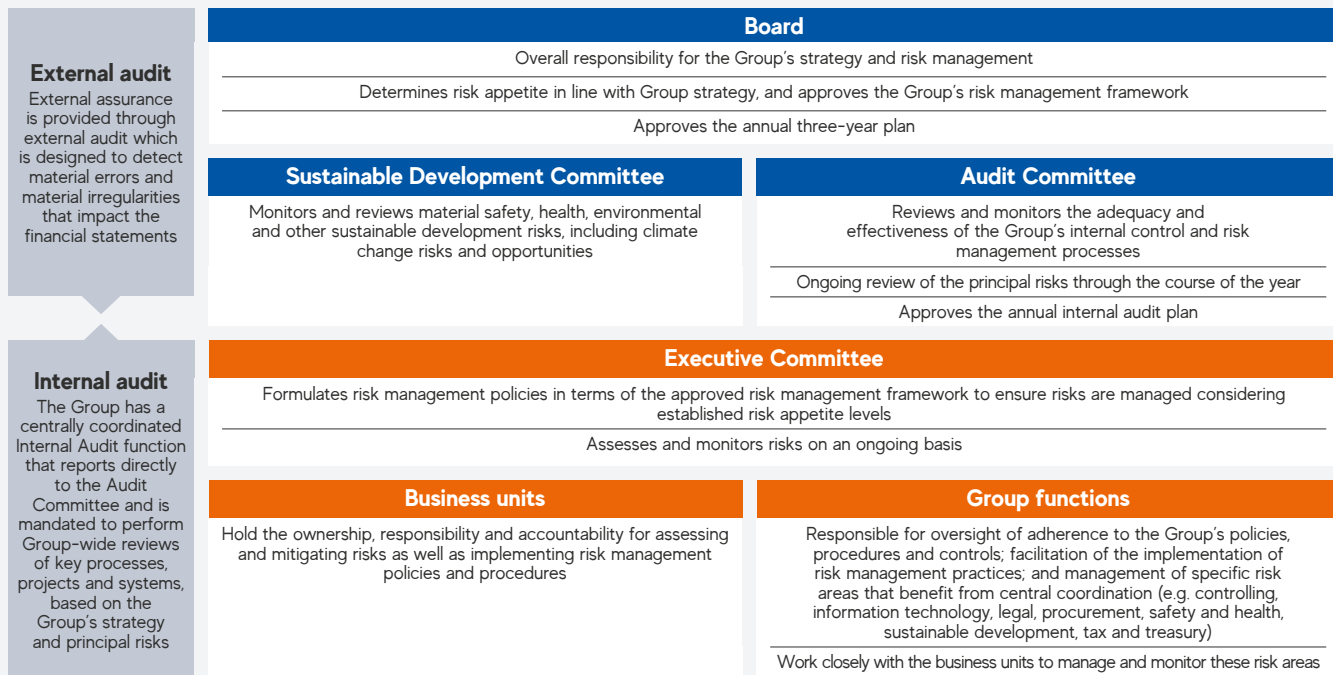 External audit
External assurance
is provided through
external audit which
is designed to detect
material errors and
material irregularities
that impact the
financial statements
Internal audit
The Group has a
centrally coordinated
Internal Audit function
that reports directly
to the Audit
Committee and is
mandated to perform
Group-wide reviews
of key processes,
projects and systems,
based on the
Group's strategy
and principal risks
Board
Overall responsibility for the Group's strategy and risk management
Determines risk appetite in line with Group strategy, and approves the Group's risk management framework
Approves the annual three-year plan
Sustainable Development Committee
Monitors and reviews material safety, health, environmental
and other sustainable development risks, including climate
change risks and opportunities
Audit Committee
Reviews and monitors the adequacy and
effectiveness of the Group's internal control and risk
management processes
Ongoing review of the principal risks through the course of the year
Approves the annual internal audit plan
Executive Committee
Formulates risk management policies in terms of the approved risk management framework to ensure risks are managed considering
established risk appetite levels
Assesses and monitors risks on an ongoing basis
Business units
Hold the ownership, responsibility and accountability for assessing
and mitigating risks as well as implementing risk management
policies and procedures
Group functions
Responsible for oversight of adherence to the Group's policies,
procedures and controls; facilitation of the implementation of
risk management practices; and management of specific risk
areas that benefit from central coordination (e.g. controlling,
information technology, legal, procurement, safety and health,
sustainable development, tax and treasury)
Work closely with the business units to manage and monitor these risk areas